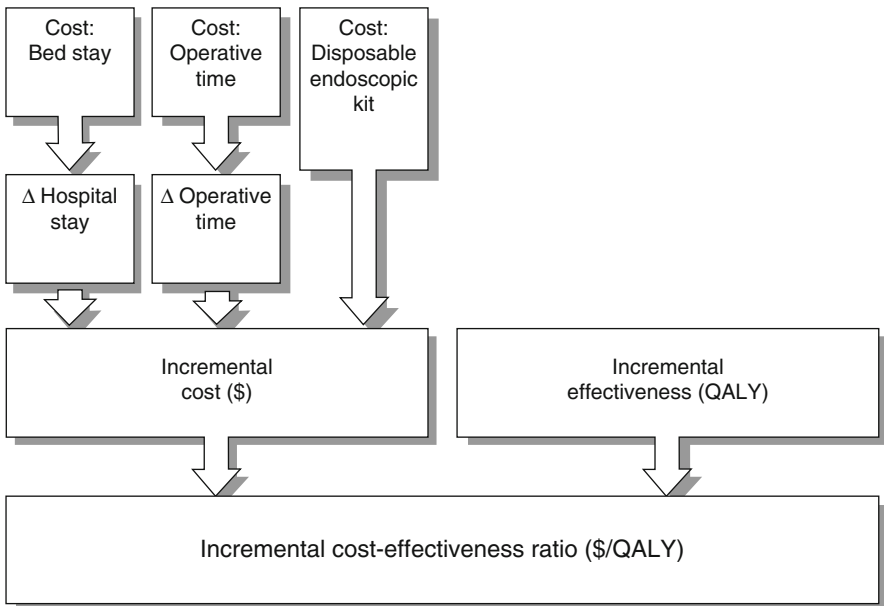 Cost:
Bed stay
Cost:
Operative
time
Cost:
Disposable
endoscopic
kit
Δ Hospital
stay
Δ Operative
time
Incremental
cost ($)
Incremental
effectiveness (QALY)
Incremental cost-effectiveness ratio ($/QALY)